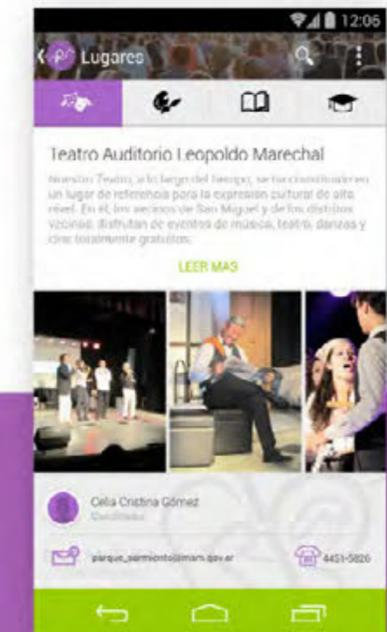 12:06
Lugares
Teatro Auditorio Leopoldo Marechal
Nuestro Teatro, a lo largo del tiempo, se ha constituido en
un lugar de referencia para la expresión cultural de alto
nivel. En él, los vecinos de San Miguel y de los distritos
vecinos, disfrutan de eventos de música, teatro, danzas y
cine totalmente gratuitos.
LEER MAS
Celia Cristina Gómez
parque_sarmiento@msm.gov.ar
4451-5826